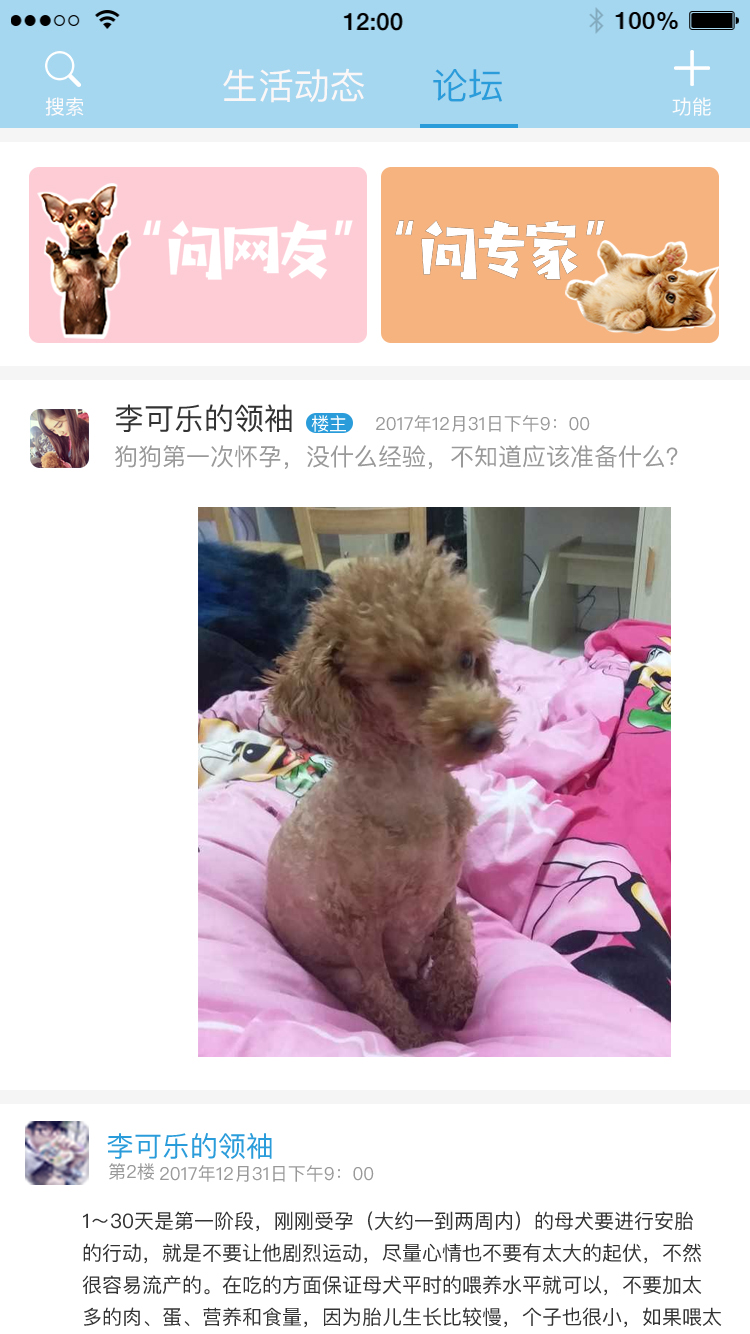 12:00
100%
搜索
生活动态
论坛
功能
“问网友”
“问专家”
李可乐的领袖 楼主 2017年12月31日下午9：00
狗狗第一次怀孕，没什么经验，不知道应该准备什么？
李可乐的领袖
第2楼 2017年12月31日下午9：00
1～30天是第一阶段，刚刚受孕（大约一到两周内）的母犬要进行安胎
的行动，就是不要让他剧烈运动，尽量心情也不要有太大的起伏，不然
很容易流产的。在吃的方面保证母犬平时的喂养水平就可以，不要加太
多的肉、蛋、营养和食量，因为胎儿生长比较慢，个子也很小，如果喂太